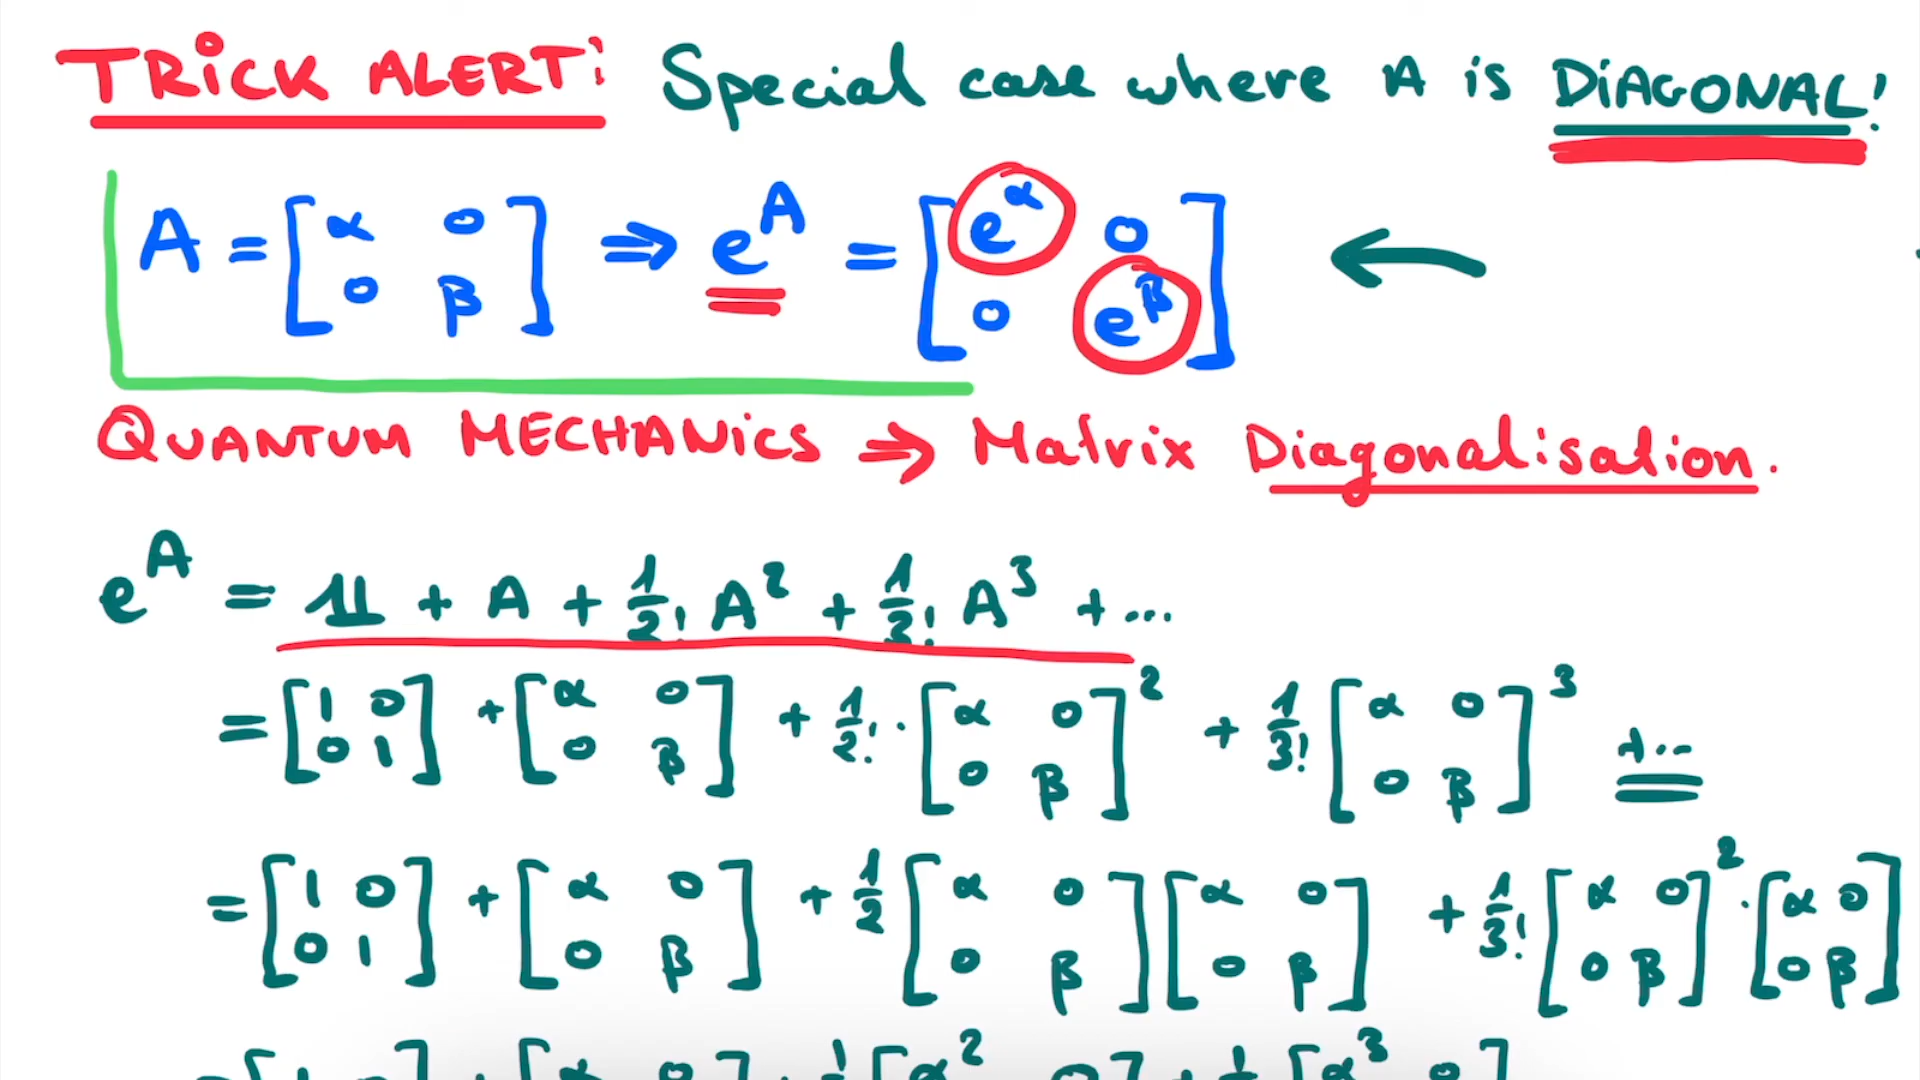 TRICK ALERT: Special case where A is DIAGONAL!
A = [α 0; 0 β] ⇒ e^A = [e^α 0; 0 e^β] ←
QUANTUM MECHANICS ⇒ Matrix Diagonalisation.
e^A = 𝟙 + A + 1/2! A² + 1/3! A³ + ...
= [1 0; 0 1] + [α 0; 0 β] + 1/2! · [α 0; 0 β]² + 1/3! [α 0; 0 β]³ + ...
= [1 0; 0 1] + [α 0; 0 β] + 1/2 [α 0; 0 β] [α 0; 0 β] + 1/3! [α 0; 0 β]² · [α 0; 0 β]